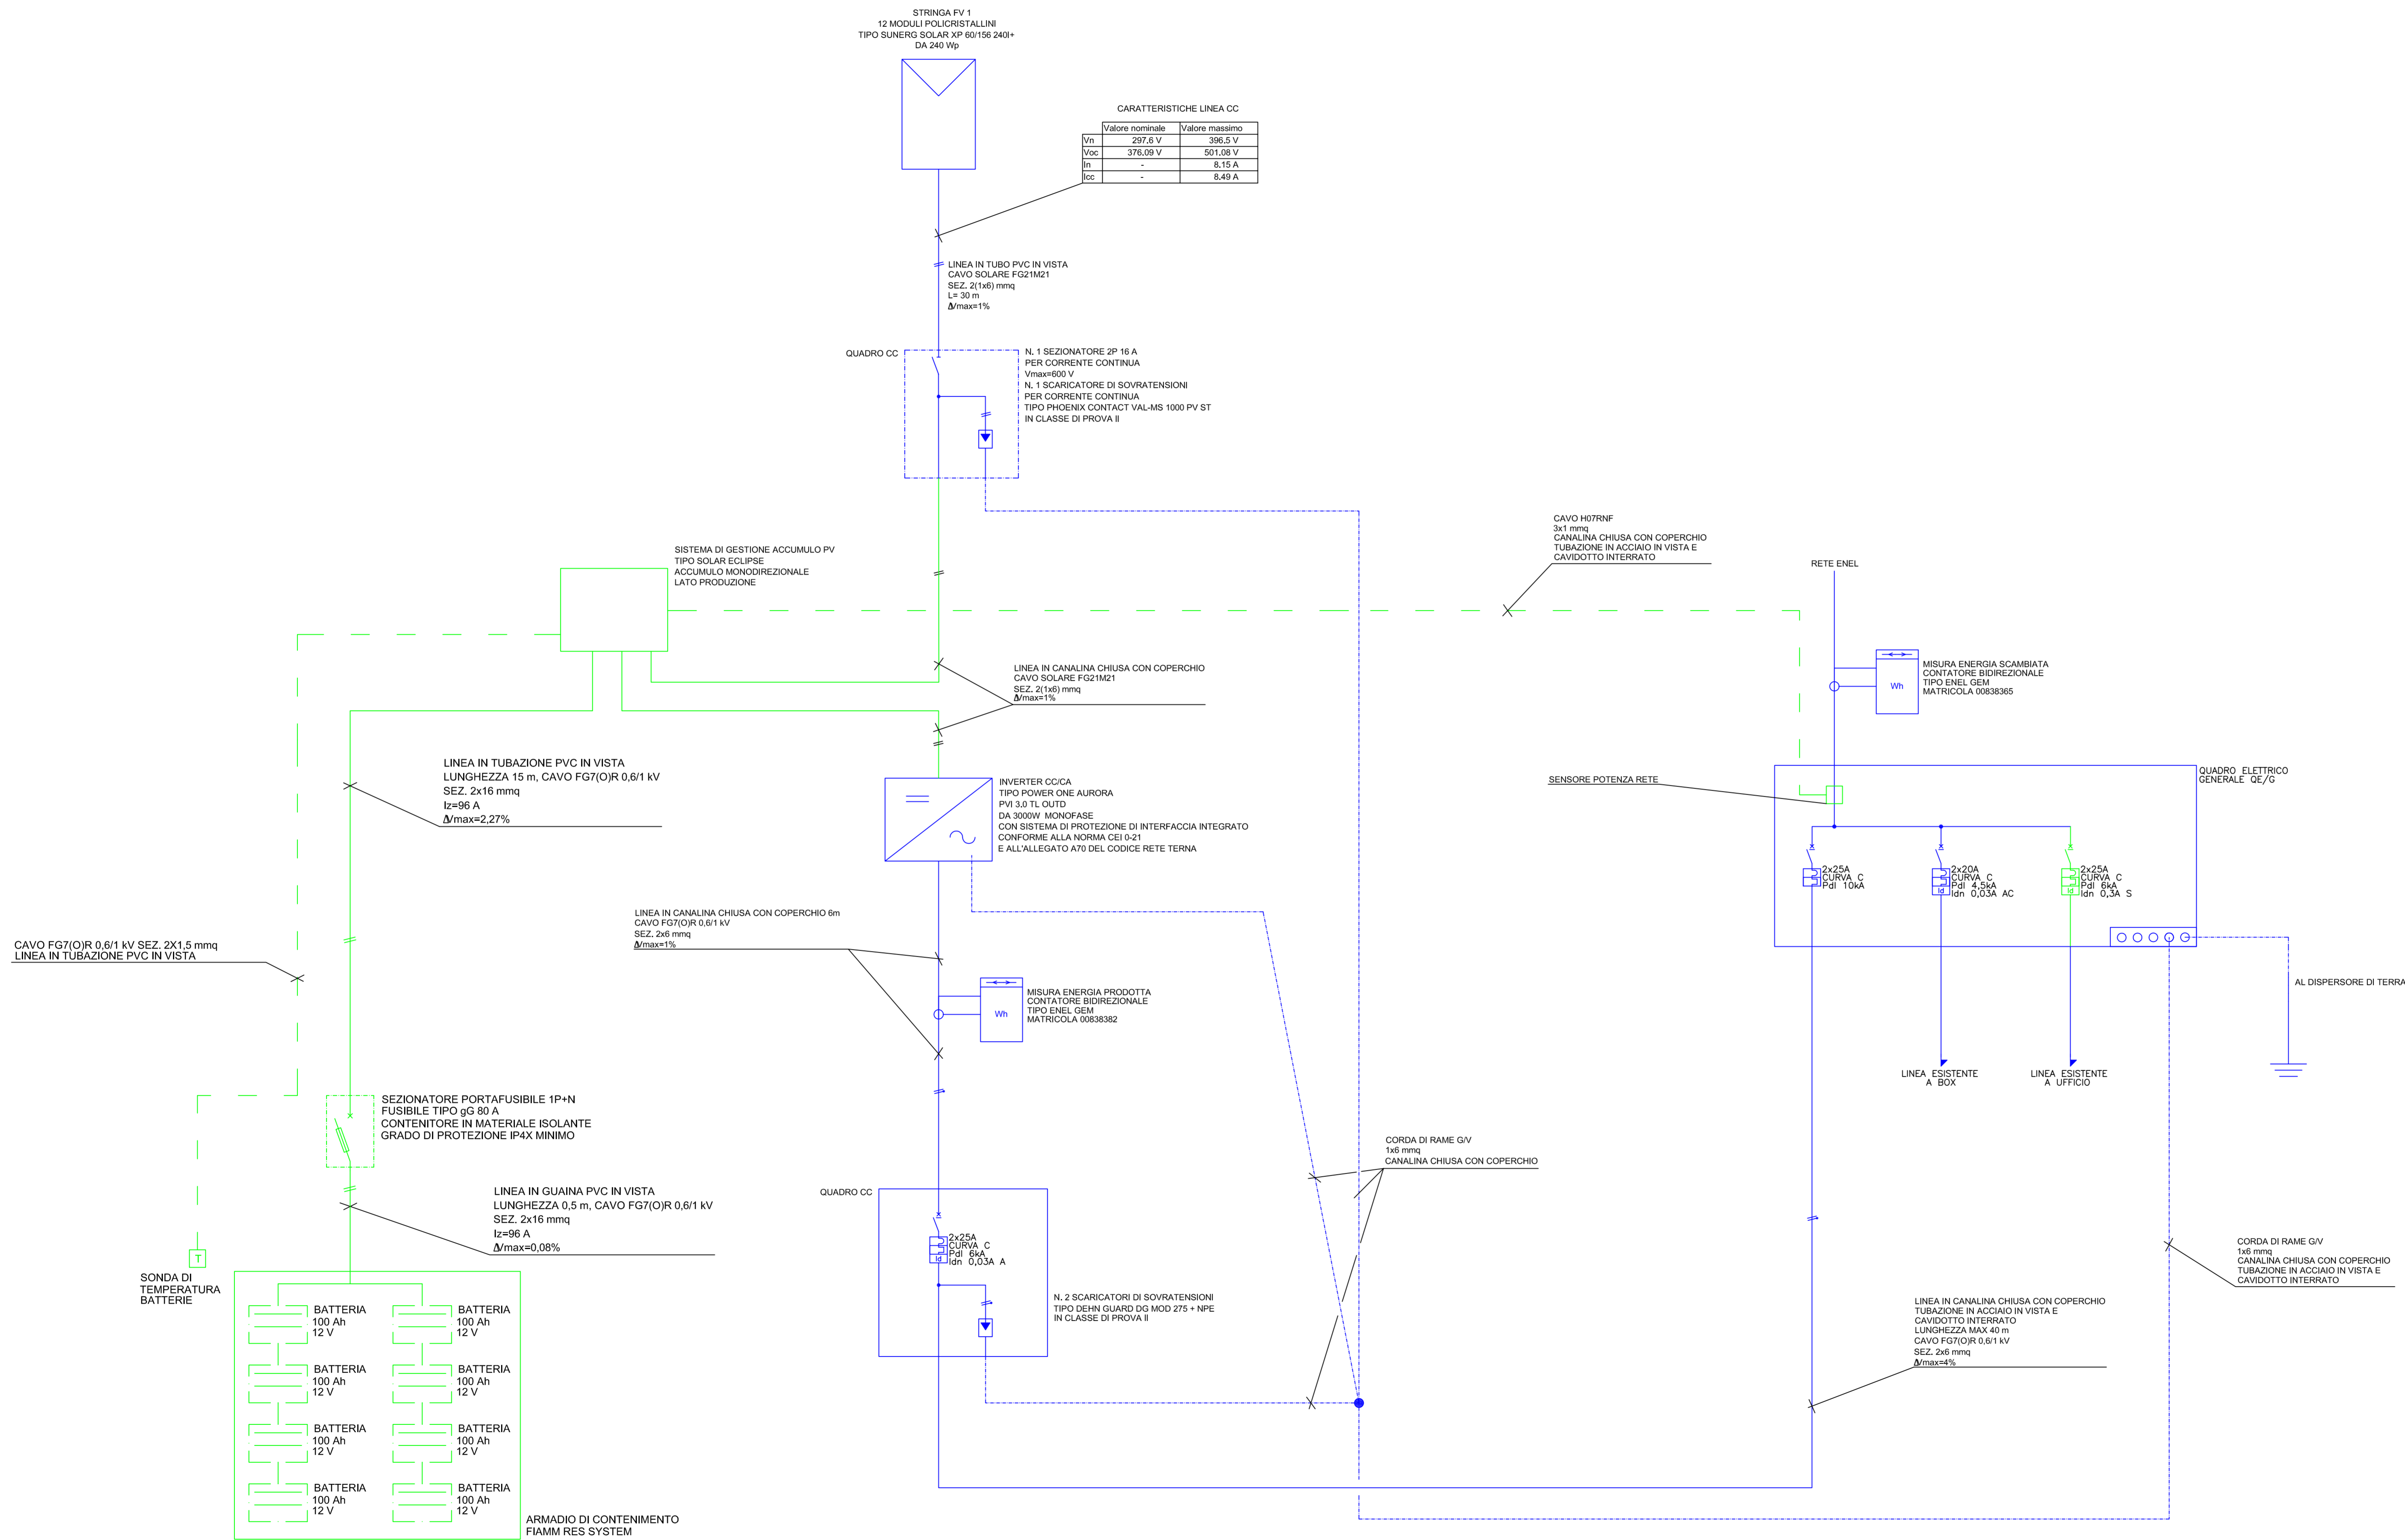 STRINGA FV 1
12 MODULI POLICRISTALLINI
TIPO SUNERG SOLAR XP 60/156 240I+
DA 240 Wp
CARATTERISTICHE LINEA CC
Valore nominale Valore massimo
Vn 297.6 V 396.5 V
Voc 376.09 V 501.08 V
In - 8.15 A
Icc - 8.49 A
LINEA IN TUBO PVC IN VISTA
CAVO SOLARE FG21M21
SEZ. 2(1x6) mmq
L= 30 m
ΔVmax=1%
QUADRO CC
N. 1 SEZIONATORE 2P 16 A
PER CORRENTE CONTINUA
Vmax=600 V
N. 1 SCARICATORE DI SOVRATENSIONI
PER CORRENTE CONTINUA
TIPO PHOENIX CONTACT VAL-MS 1000 PV ST
IN CLASSE DI PROVA II
SISTEMA DI GESTIONE ACCUMULO PV
TIPO SOLAR ECLIPSE
ACCUMULO MONODIREZIONALE
LATO PRODUZIONE
CAVO H07RNF
3x1 mmq
CANALINA CHIUSA CON COPERCHIO
TUBAZIONE IN ACCIAIO IN VISTA E
CAVIDOTTO INTERRATO
RETE ENEL
Wh
MISURA ENERGIA SCAMBIATA
CONTATORE BIDIREZIONALE
TIPO ENEL GEM
MATRICOLA 00838365
LINEA IN CANALINA CHIUSA CON COPERCHIO
CAVO SOLARE FG21M21
SEZ. 2(1x6) mmq
ΔVmax=1%
LINEA IN TUBAZIONE PVC IN VISTA
LUNGHEZZA 15 m, CAVO FG7(O)R 0,6/1 kV
SEZ. 2x16 mmq
Iz=96 A
ΔVmax=2,27%
INVERTER CC/CA
TIPO POWER ONE AURORA
PVI 3.0 TL OUTD
DA 3000W MONOFASE
CON SISTEMA DI PROTEZIONE DI INTERFACCIA INTEGRATO
CONFORME ALLA NORMA CEI 0-21
E ALL'ALLEGATO A70 DEL CODICE RETE TERNA
SENSORE POTENZA RETE
QUADRO ELETTRICO
GENERALE QE/G
2x25A
CURVA C
PdI 10kA
Id
2x20A
CURVA C
PdI 4,5kA
Idn 0,03A AC
Id
2x25A
CURVA C
PdI 6kA
Idn 0,3A S
LINEA IN CANALINA CHIUSA CON COPERCHIO 6m
CAVO FG7(O)R 0,6/1 kV
SEZ. 2x6 mmq
ΔVmax=1%
CAVO FG7(O)R 0,6/1 kV SEZ. 2X1,5 mmq
LINEA IN TUBAZIONE PVC IN VISTA
Wh
MISURA ENERGIA PRODOTTA
CONTATORE BIDIREZIONALE
TIPO ENEL GEM
MATRICOLA 00838382
AL DISPERSORE DI TERRA
LINEA ESISTENTE
A BOX
LINEA ESISTENTE
A UFFICIO
SEZIONATORE PORTAFUSIBILE 1P+N
FUSIBILE TIPO gG 80 A
CONTENITORE IN MATERIALE ISOLANTE
GRADO DI PROTEZIONE IP4X MINIMO
CORDA DI RAME G/V
1x6 mmq
CANALINA CHIUSA CON COPERCHIO
LINEA IN GUAINA PVC IN VISTA
LUNGHEZZA 0,5 m, CAVO FG7(O)R 0,6/1 kV
SEZ. 2x16 mmq
Iz=96 A
ΔVmax=0,08%
QUADRO CC
Id
2x25A
CURVA C
PdI 6kA
Idn 0,03A A
N. 2 SCARICATORI DI SOVRATENSIONI
TIPO DEHN GUARD DG MOD 275 + NPE
IN CLASSE DI PROVA II
CORDA DI RAME G/V
1x6 mmq
CANALINA CHIUSA CON COPERCHIO
TUBAZIONE IN ACCIAIO IN VISTA E
CAVIDOTTO INTERRATO
T
SONDA DI
TEMPERATURA
BATTERIE
LINEA IN CANALINA CHIUSA CON COPERCHIO
TUBAZIONE IN ACCIAIO IN VISTA E
CAVIDOTTO INTERRATO
LUNGHEZZA MAX 40 m
CAVO FG7(O)R 0,6/1 kV
SEZ. 2x6 mmq
ΔVmax=4%
BATTERIA
100 Ah
12 V
BATTERIA
100 Ah
12 V
BATTERIA
100 Ah
12 V
BATTERIA
100 Ah
12 V
BATTERIA
100 Ah
12 V
BATTERIA
100 Ah
12 V
BATTERIA
100 Ah
12 V
BATTERIA
100 Ah
12 V
ARMADIO DI CONTENIMENTO
FIAMM RES SYSTEM